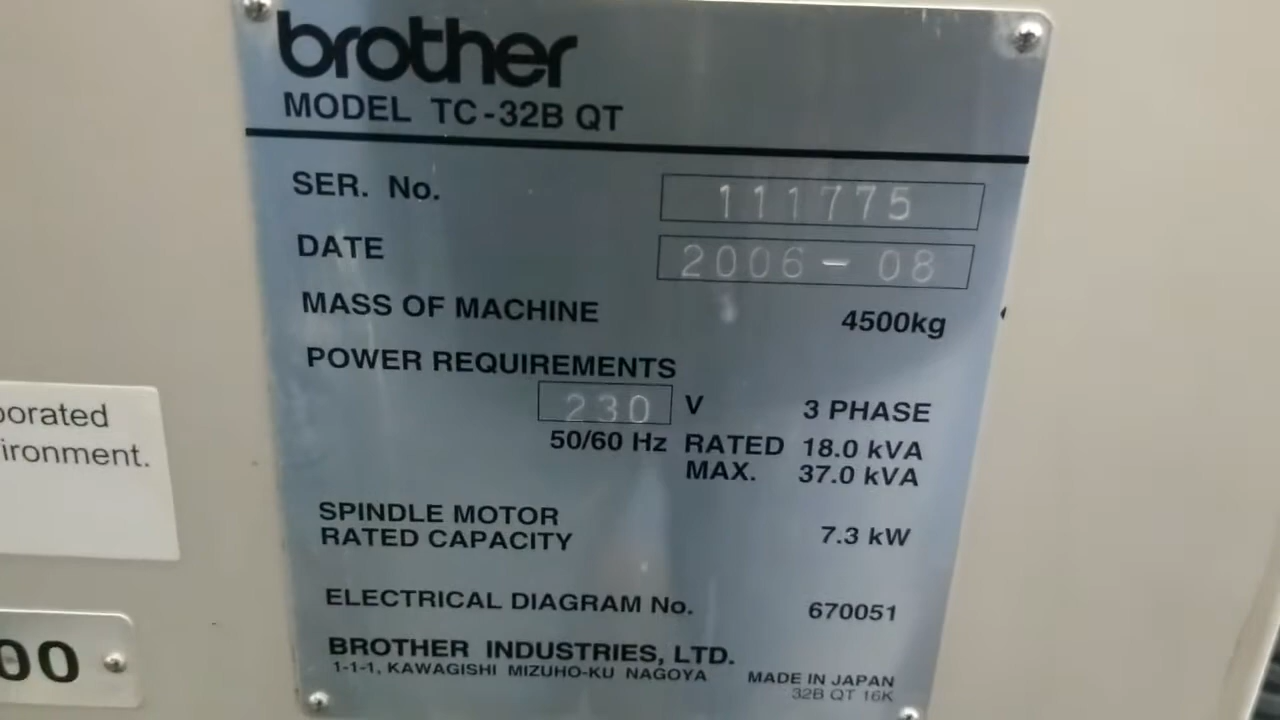 brother
MODEL TC-32B QT
SER. No. 111775
DATE 2006-08
MASS OF MACHINE 4500kg
POWER REQUIREMENTS
230 V 3 PHASE
50/60 Hz RATED 18.0 kVA
MAX. 37.0 kVA
SPINDLE MOTOR
RATED CAPACITY 7.3 kW
ELECTRICAL DIAGRAM No. 670051
BROTHER INDUSTRIES, LTD.
1-1-1, KAWAGISHI MIZUHO-KU NAGOYA
MADE IN JAPAN
32B QT 16K
porated
ironment.
00